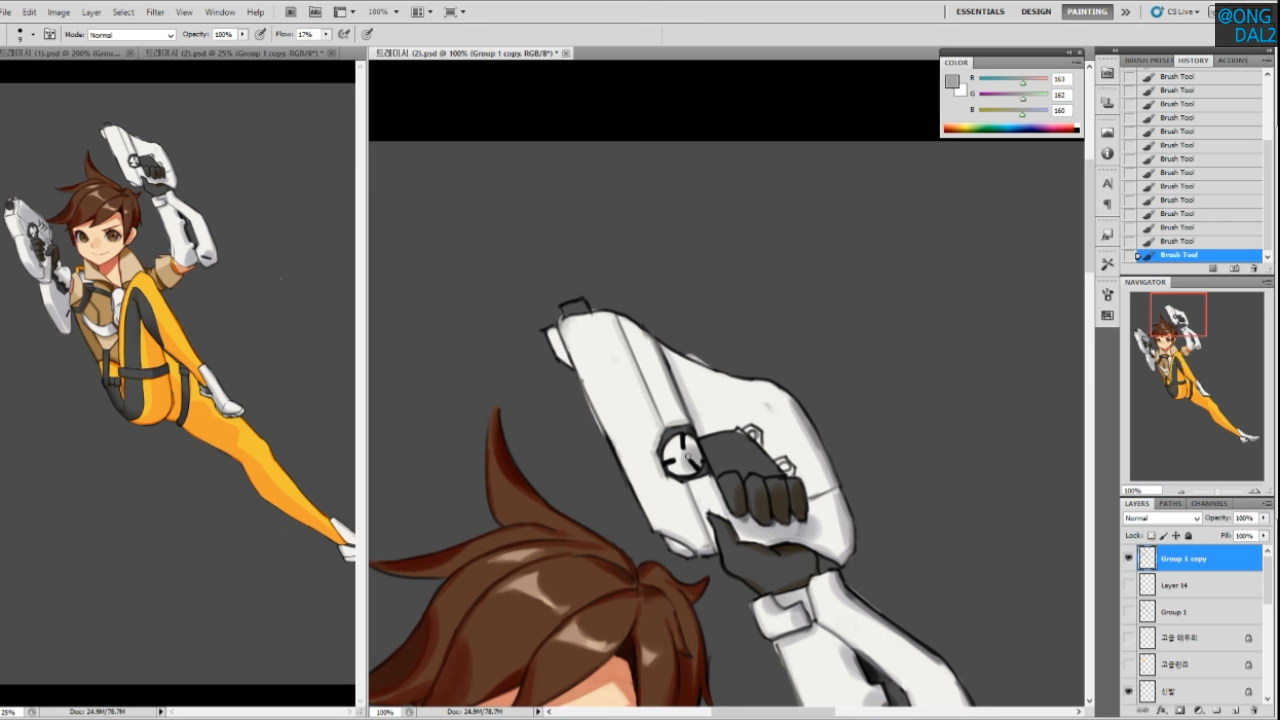 File Edit Image Layer Select Filter View Window Help
100%
ESSENTIALS DESIGN PAINTING
CS Live
@ONG
DAL2
9
Mode: Normal Opacity: 100% Flow: 17%
트레이서 (1).psd @ 200% (Grou...
트레이서 (2).psd @ 25% (Group 1 copy, RGB/8*) *
트레이서 (2).psd @ 100% (Group 1 copy, RGB/8*) *
COLOR
R 163
G 162
B 160
BRUSH PRESET HISTORY ACTIONS
Brush Tool
Brush Tool
Brush Tool
Brush Tool
Brush Tool
Brush Tool
Brush Tool
Brush Tool
Brush Tool
Brush Tool
Brush Tool
Brush Tool
Brush Tool
Brush Tool
NAVIGATOR
100%
LAYERS PATHS CHANNELS
Normal Opacity: 100%
Lock: Fill: 100%
Group 1 copy
Layer 14
Group 1
고글 테두리
고글렌즈
신발
25% Doc: 24.9M/78.7M
100% Doc: 24.9M/78.7M